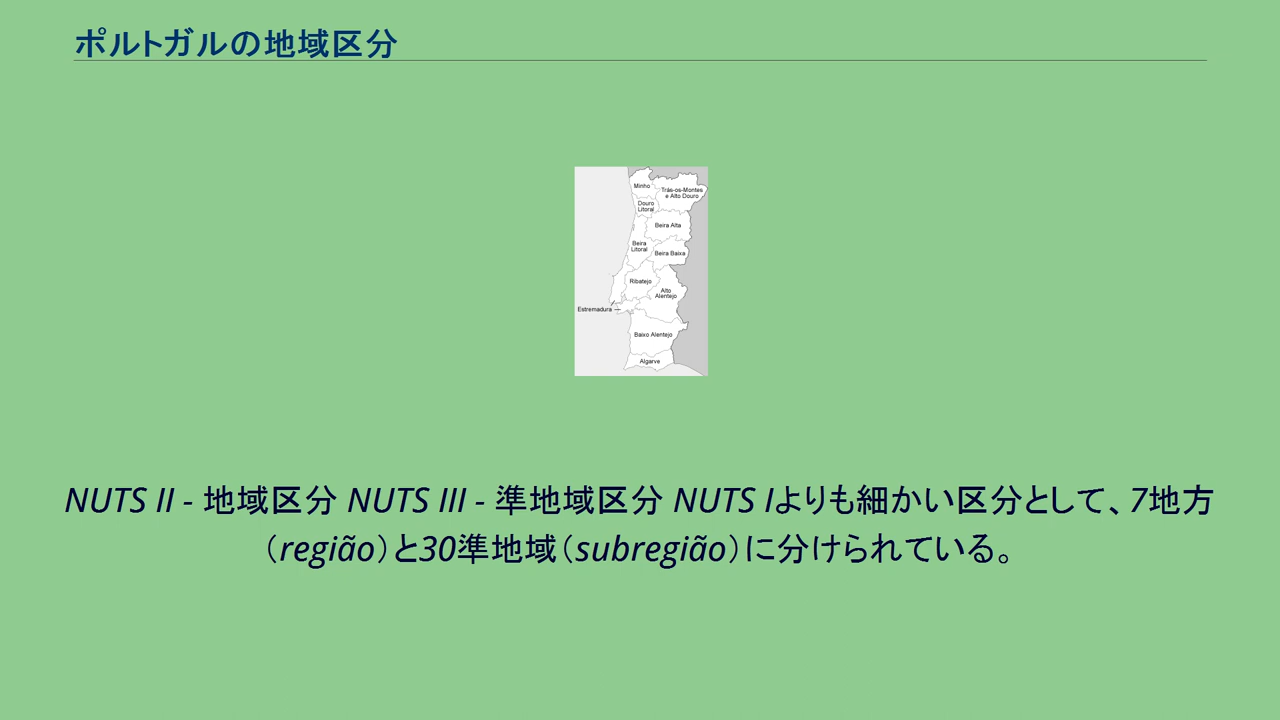 ポルトガルの地域区分
Minho
Trás-os-Montes
e Alto Douro
Douro
Litoral
Beira Alta
Beira
Litoral
Beira Baixa
Ribatejo
Alto
Alentejo
Estremadura
Baixo Alentejo
Algarve
NUTS II - 地域区分 NUTS III - 準地域区分 NUTS Iよりも細かい区分として、7地方
（região）と30準地域（subregião）に分けられている。